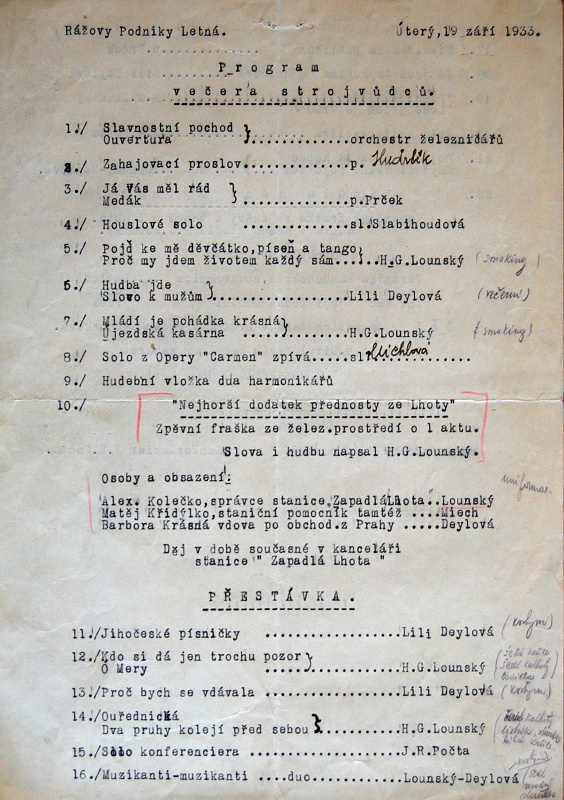 Rážovy Podniky Letná. Úterý, 19 září 1933.
Program
večera strojvůdců.
1./ Slavnostní pochod
Ouvertura }...............orchestr železničářů
2./ Zahajovací proslov..............p. Hudrlík
3./ Já Vás měl rád
Medák }...............p.Prček
4./ Houslové solo ..................sl.Slabihoudová
5./ Pojď ke mě děvčátko,píseň a tango
Proč my jdem životem každý sám }.....H.G.Lounský (smoking)
6./ Hudba jde
Slovo k mužům }.................Lili Deylová (večerní)
7./ Mládí je pohádka krásná
Újezdská kasárna }.......H.G.Lounský (smoking)
8./ Solo z Opery "Carmen" zpívá....sl. Michlová
9./ Hudební vložka dua harmonikářů
10./ "Nejhorší dodatek přednosty ze Lhoty"
Zpěvní fraška ze želez.prostředí o 1 aktu.
Slova i hudbu napsal H.G.Lounský.
Osoby a obsazení:
Alex. Kolečko,správce stanice Zapadlá Lhota ..Lounský
Matěj Křidýlko,staniční pomocník tamtéž ....Miech
Barbora Krásná vdova po obchod.z Prahy .....Deylová
Děj v době současné v kanceláři
stanice " Zapadlá Lhota "
PŘESTÁVKA.
11./Jihočeské písničky ..............Lili Deylová
12./Kdo si dá jen trochu pozor
Ó Mery }..........H.G.Lounský
13./Proč bych se vdávala ............Lili Deylová
14./Ouřednická
Dva pruhy kolejí před sebou }........H.G.Lounský
15./Sólo konferenciera ..............J.R.Počta
16./Muzikanti-muzikanti ...duo.......Lounský-Deylová